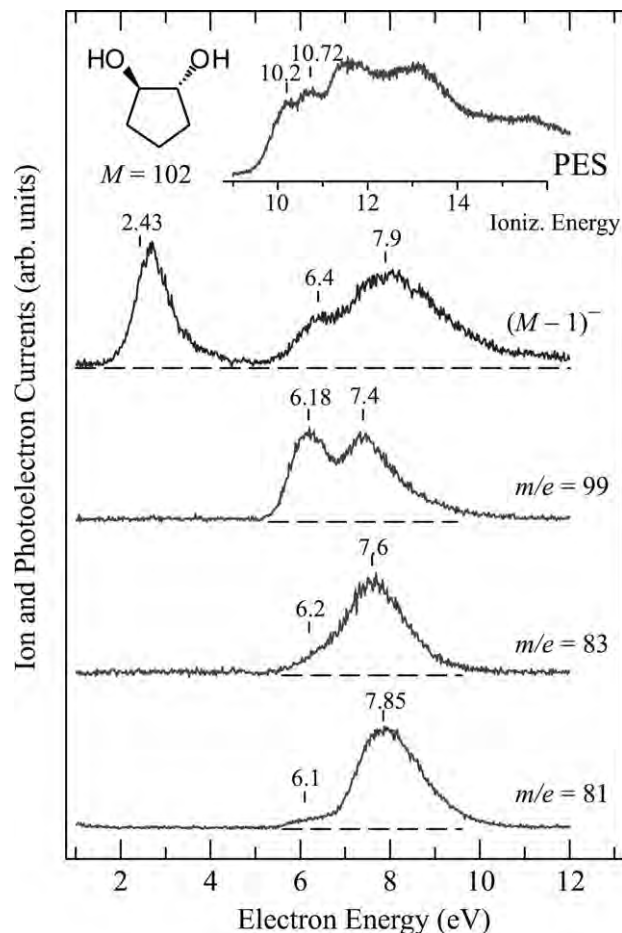 HO
OH
M = 102
10.2
10.72
PES
10
12
14
Ioniz. Energy
2.43
6.4
7.9
(M – 1)⁻
6.18
7.4
m/e = 99
6.2
7.6
m/e = 83
6.1
7.85
m/e = 81
2
4
6
8
10
12
Electron Energy (eV)
Ion and Photoelectron Currents (arb. units)